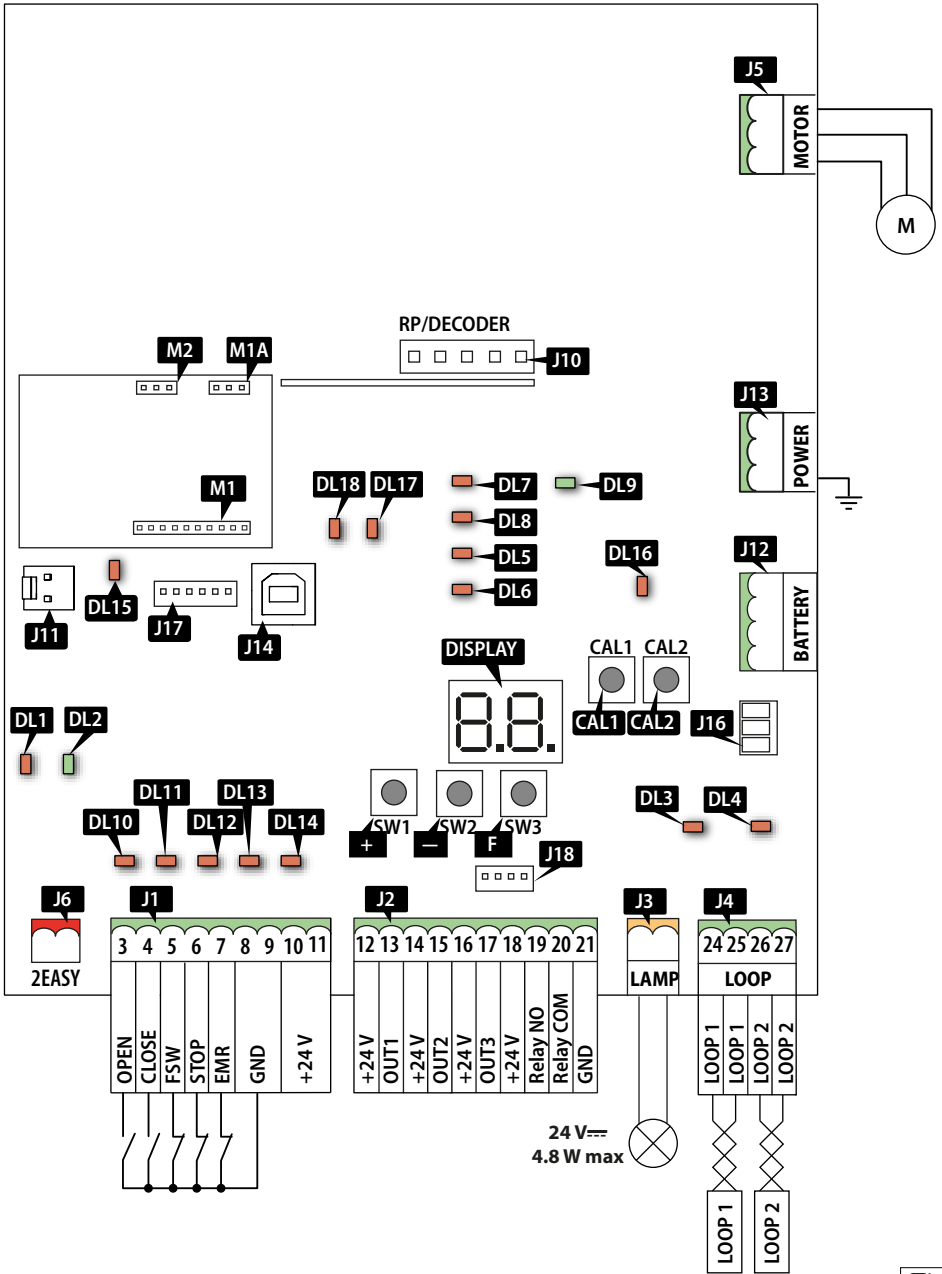 J5
MOTOR
M
RP/DECODER
J10
M2
M1A
J13
POWER
M1
DL18
DL17
DL7
DL9
DL8
DL5
DL6
DL16
J12
BATTERY
J11
DL15
J17
J14
DISPLAY
8.8.
CAL1
CAL2
CAL1
CAL2
J16
DL1
DL2
DL3
DL4
DL10
DL11
DL12
DL13
DL14
SW1
SW2
SW3
+
—
F
J18
J6
J1
J2
J3
J4
3 4 5 6 7 8 9 10 11
12 13 14 15 16 17 18 19 20 21
24 25 26 27
2EASY
LAMP
LOOP
OPEN
CLOSE
FSW
STOP
EMR
GND
+24 V
+24 V
OUT1
+24 V
OUT2
+24 V
OUT3
+24 V
Relay NO
Relay COM
GND
LOOP 1
LOOP 1
LOOP 2
LOOP 2
24 V⎓
4.8 W max
LOOP 1
LOOP 2